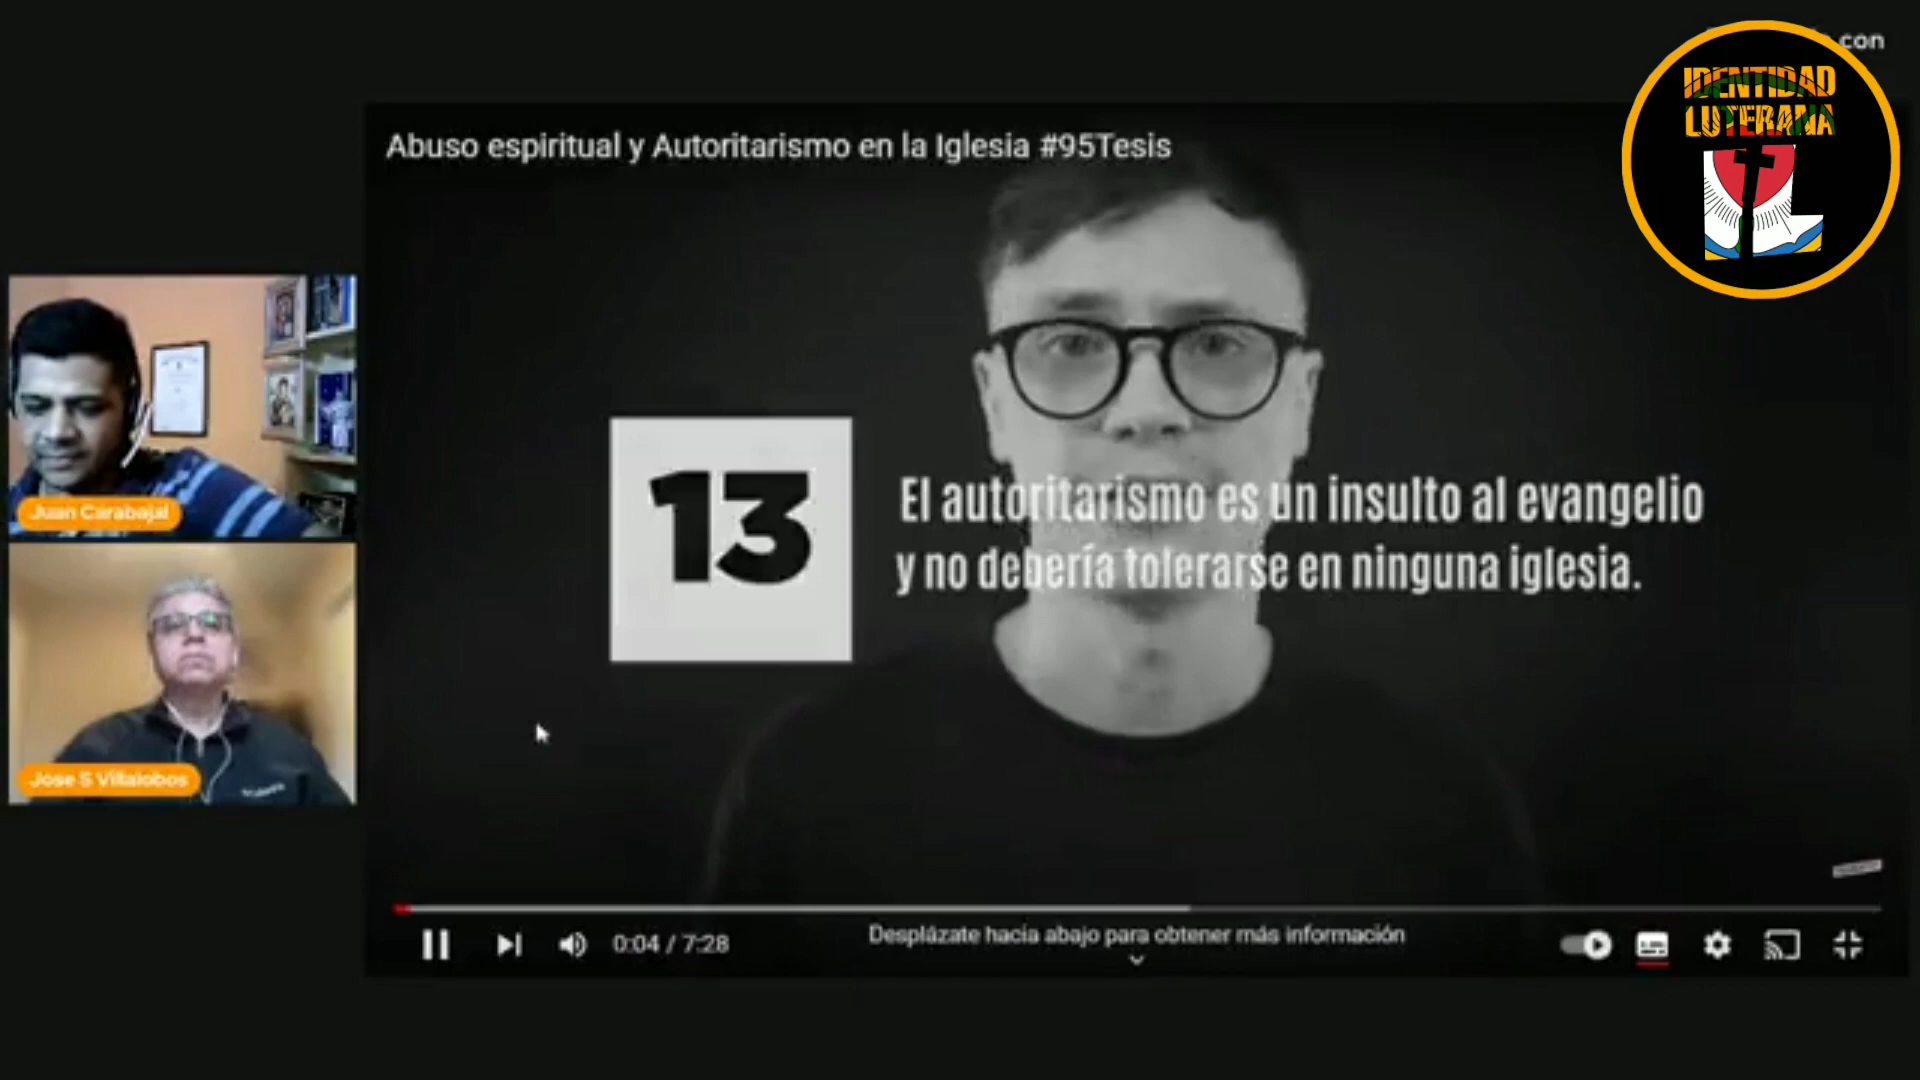 con
IDENTIDAD
LUTERANA
Abuso espiritual y Autoritarismo en la Iglesia #95Tesis
13
El autoritarismo es un insulto al evangelio
y no debería tolerarse en ninguna iglesia.
Juan Carabajal
Jose S Villalobos
0:04 / 7:28
Desplázate hacia abajo para obtener más información